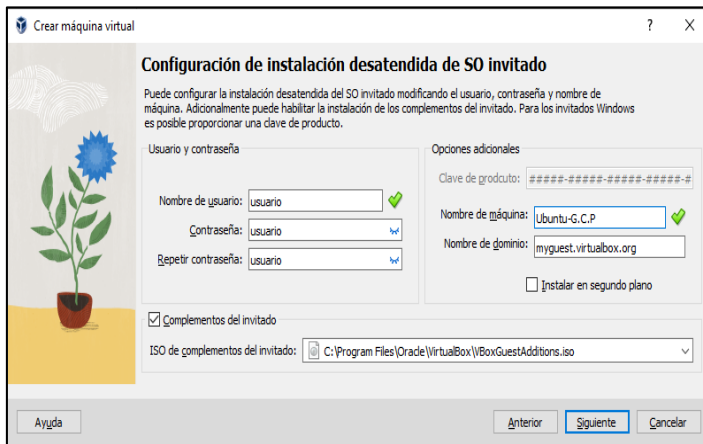 Crear máquina virtual
?
X
Configuración de instalación desatendida de SO invitado
Puede configurar la instalación desatendida del SO invitado modificando el usuario, contraseña y nombre de
máquina. Adicionalmente puede habilitar la instalación de los complementos del invitado. Para los invitados Windows
es posible proporcionar una clave de producto.
Usuario y contraseña
Nombre de usuario: usuario
Contraseña: usuario
Repetir contraseña: usuario
Opciones adicionales
Clave de prodcuto: #####-#####-#####-#####-#
Nombre de máquina: Ubuntu-G.C.P
Nombre de dominio: myguest.virtualbox.org
Instalar en segundo plano
Complementos del invitado
ISO de complementos del invitado: C:\Program Files\Oracle\VirtualBox\VBoxGuestAdditions.iso
Ayuda
Anterior
Siguiente
Cancelar